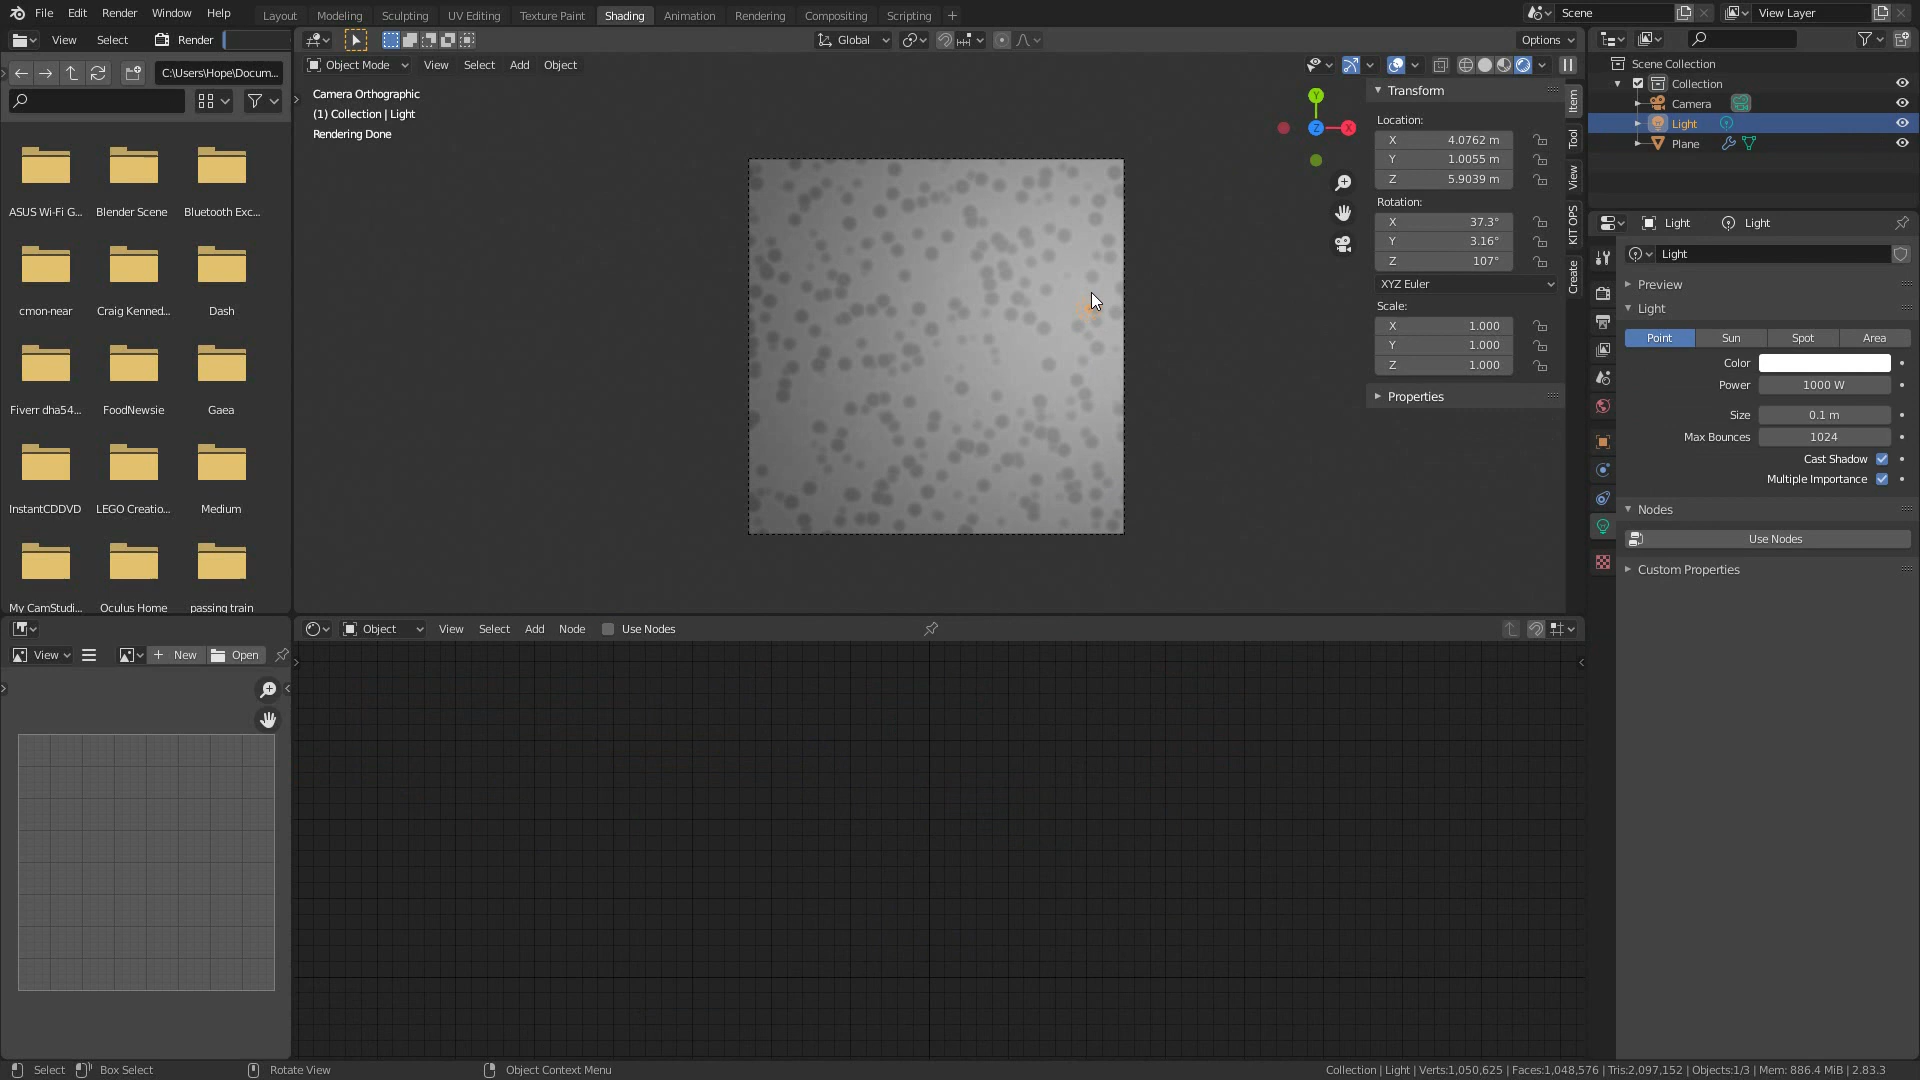 File Edit Render Window Help Layout Modeling Sculpting UV Editing Texture Paint Shading Animation Rendering Compositing Scripting + Scene View Layer
View Select Render Global Options
C:\Users\Hope\Docum...
Object Mode View Select Add Object
Camera Orthographic
(1) Collection | Light
Rendering Done
ASUS Wi-Fi G... Blender Scene Bluetooth Exc...
cmon-near Craig Kenned... Dash
Fiverr dha54... FoodNewsie Gaea
InstantCDDVD LEGO Creatio... Medium
My CamStudi... Oculus Home passing train
Y
Z X
Transform
Location:
X 4.0762 m
Y 1.0055 m
Z 5.9039 m
Rotation:
X 37.3°
Y 3.16°
Z 107°
XYZ Euler
Scale:
X 1.000
Y 1.000
Z 1.000
Properties
Item
Tool
View
KIT OPS
Create
Scene Collection
Collection
Camera
Light
Plane
Light Light
Light
Preview
Light
Point Sun Spot Area
Color
Power 1000 W
Size 0.1 m
Max Bounces 1024
Cast Shadow
Multiple Importance
Nodes
Use Nodes
Custom Properties
Object View Select Add Node Use Nodes
View New Open
Select Box Select Rotate View Object Context Menu
Collection | Light | Verts:1,050,625 | Faces:1,048,576 | Tris:2,097,152 | Objects:1/3 | Mem: 886.4 MiB | 2.83.3